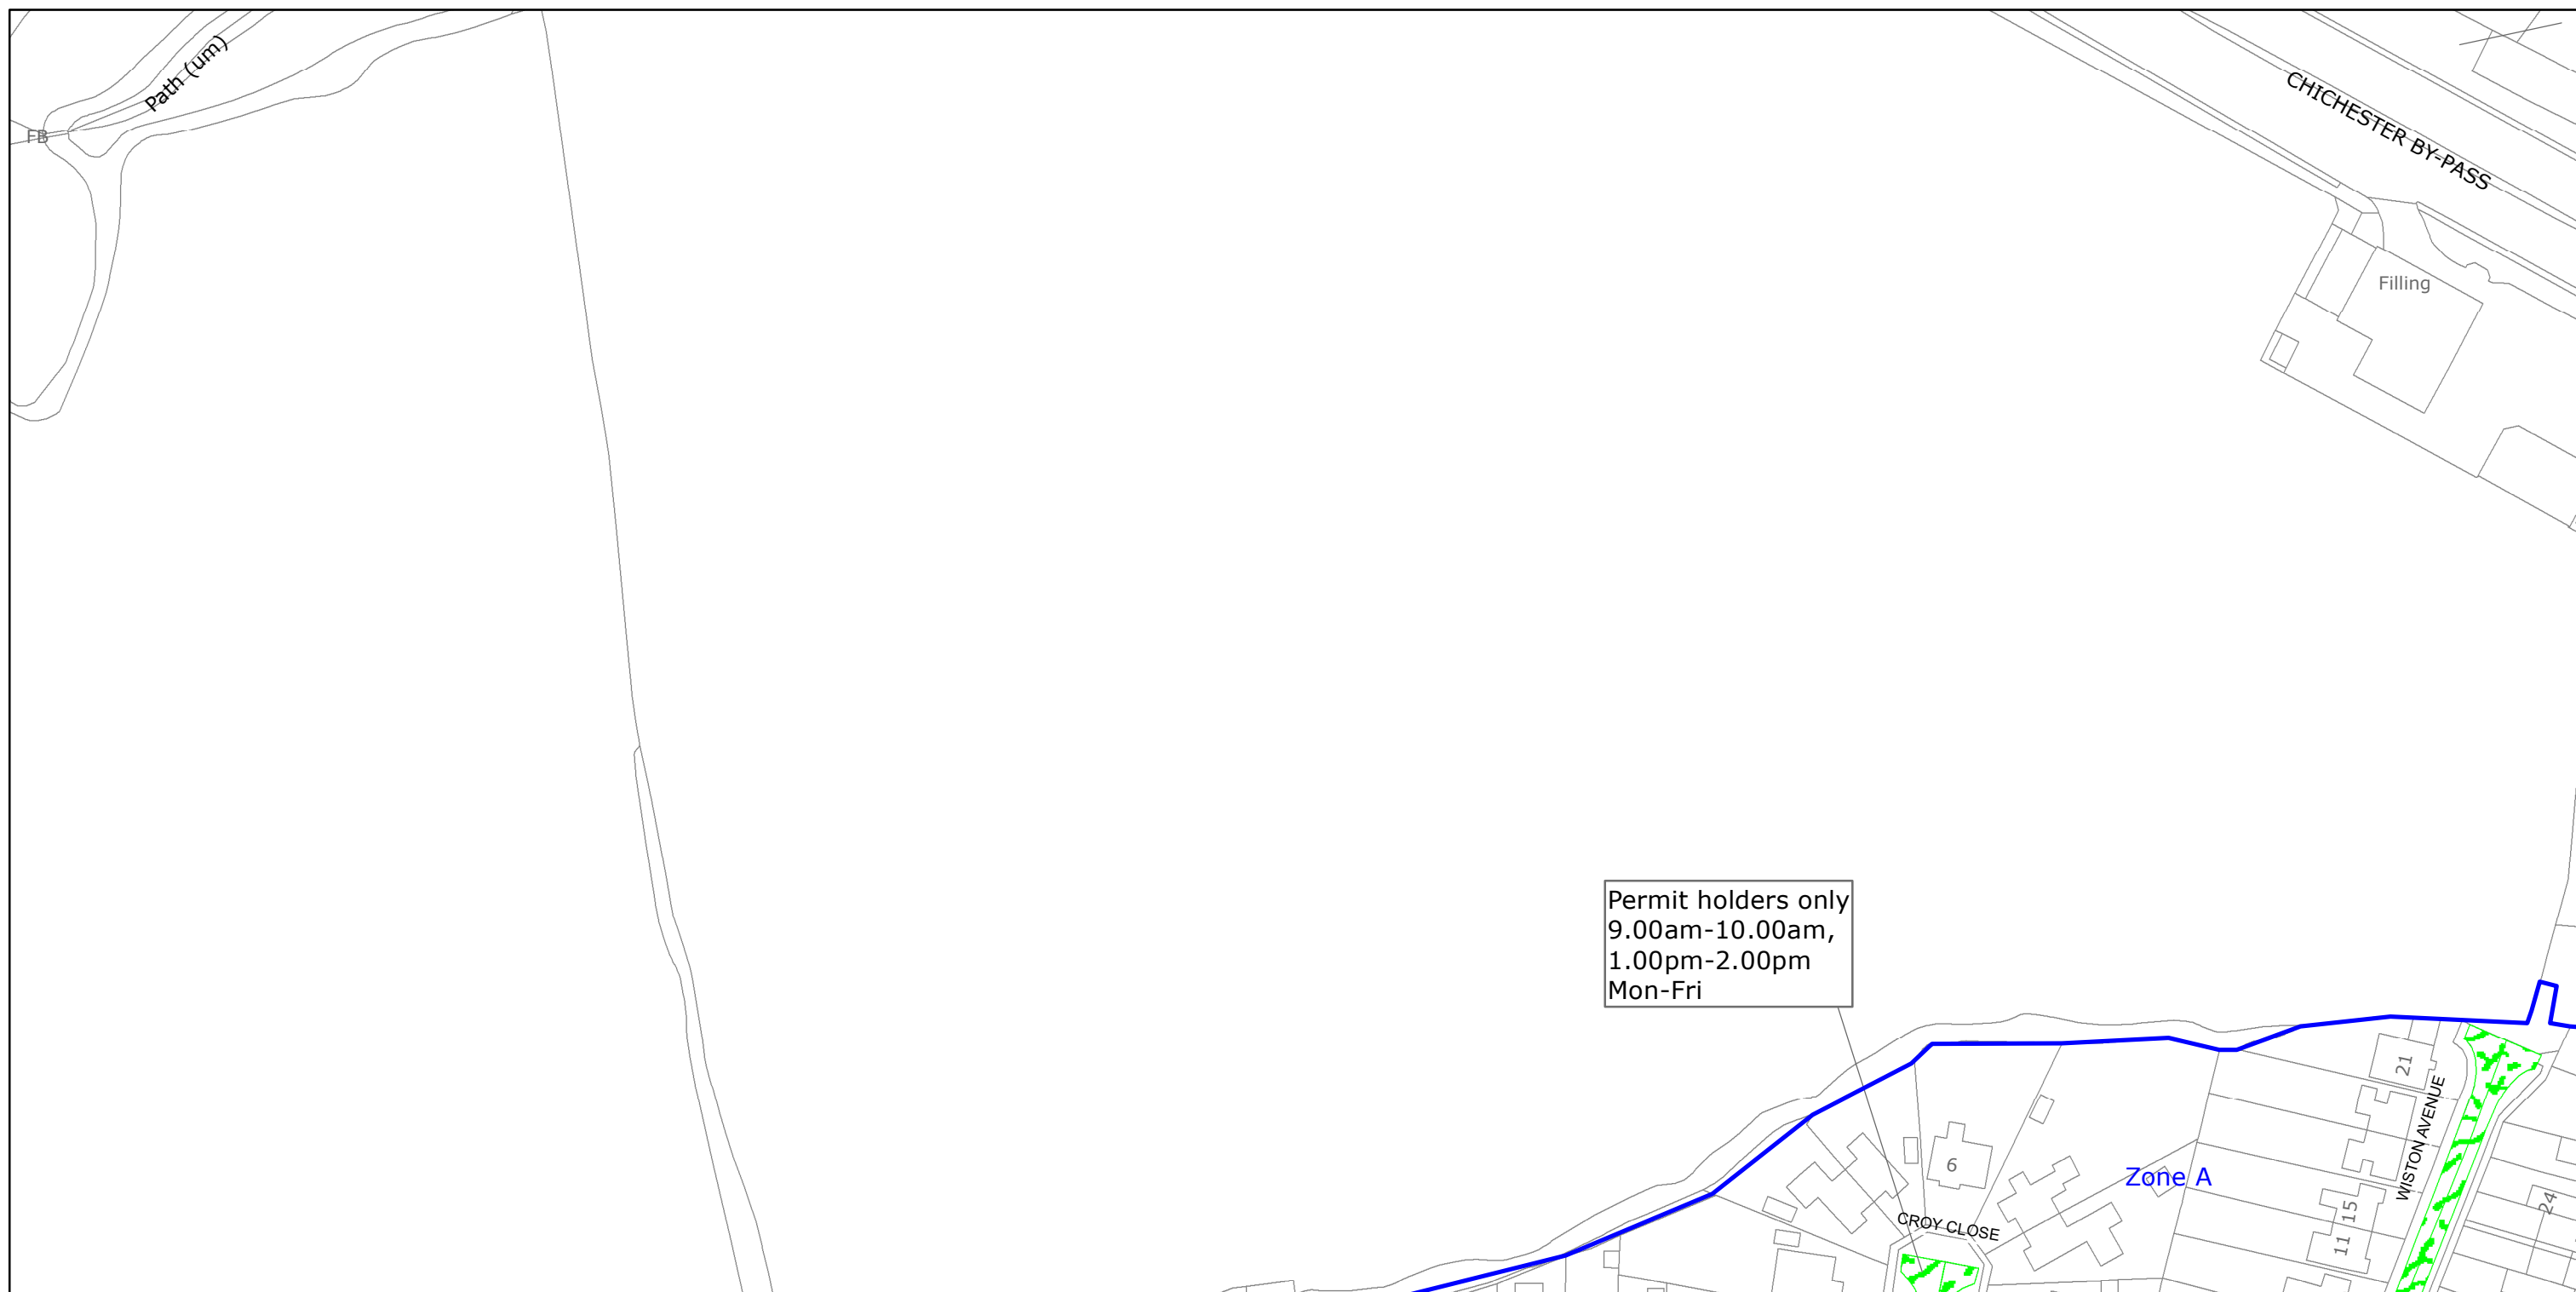 Path (um)
FB
CHICHESTER BY-PASS
Filling
Permit holders only
9.00am-10.00am,
1.00pm-2.00pm
Mon-Fri
21
WISTON AVENUE
6
Zone A
CROY CLOSE
15
11
24